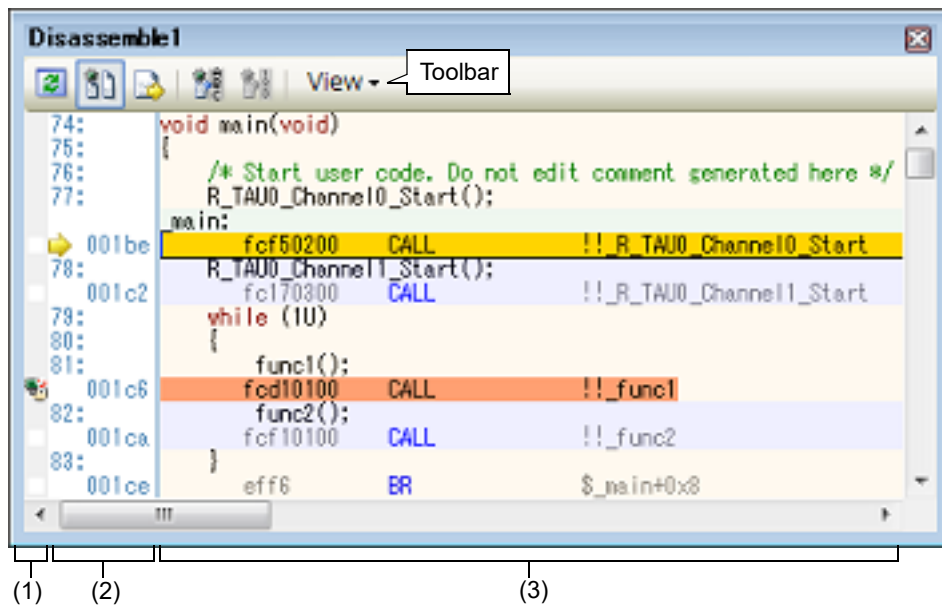 Disassemble1
View
Toolbar
74: void main(void)
75: {
76: /* Start user code. Do not edit comment generated here */
77: R_TAU0_Channel0_Start();
_main:
001be fcf50200 CALL !!_R_TAU0_Channel0_Start
78: R_TAU0_Channel1_Start();
001c2 fc170300 CALL !!_R_TAU0_Channel1_Start
79: while (1U)
80: {
81: func1();
001c6 fcd10100 CALL !!_func1
82: func2();
001ca fcf10100 CALL !!_func2
83: }
001ce eff6 BR $_main+0x8
(1) (2) (3)